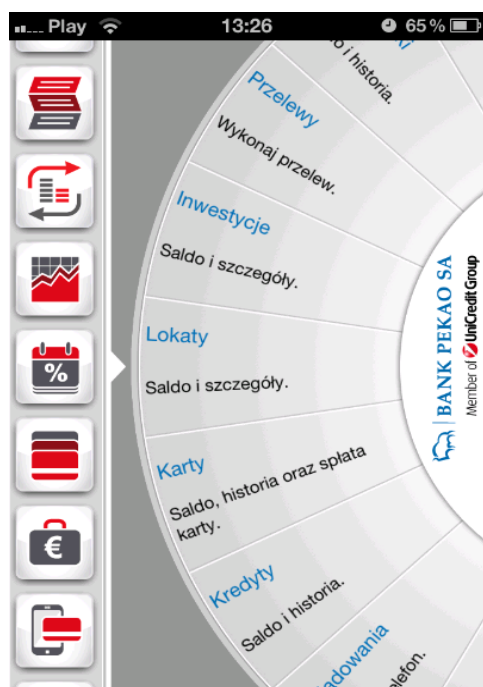 Play 13:26 65%
o i historia.
Przelewy
Wykonaj przelew.
Inwestycje
Saldo i szczegóły.
Lokaty
Saldo i szczegóły.
%
Karty
Saldo, historia oraz spłata
karty.
€
Kredyty
Saldo i historia.
adowania
elefon.
BANK PEKAO SA
Member of UniCredit Group